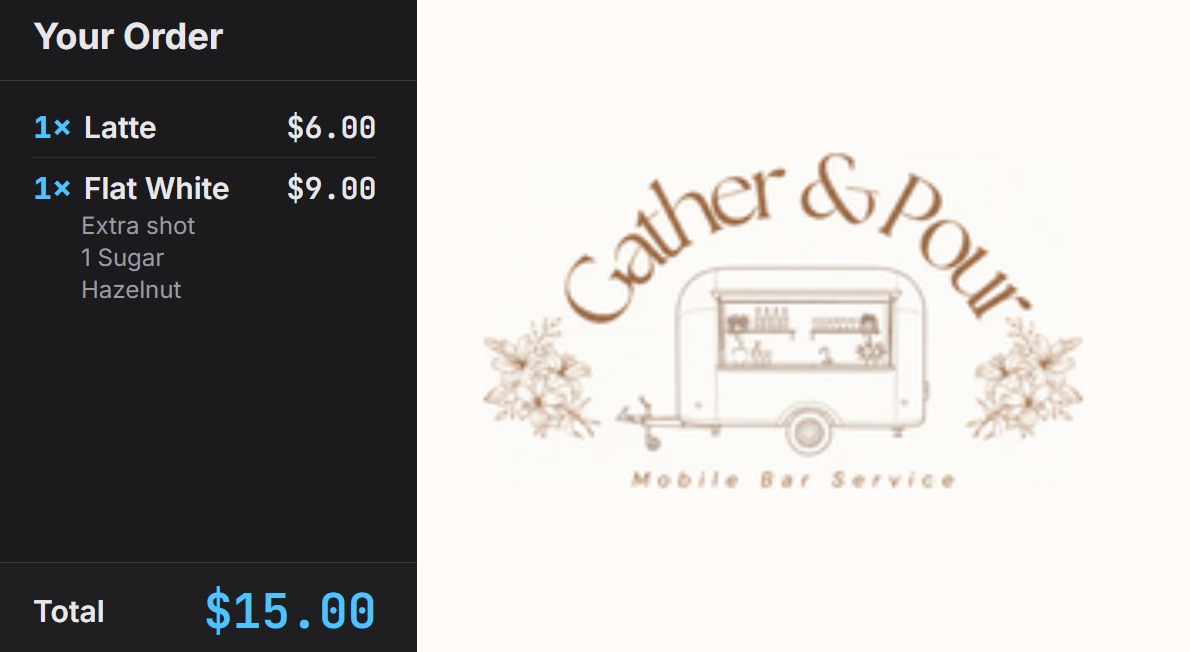 Your Order
1× Latte $6.00
1× Flat White $9.00
Extra shot
1 Sugar
Hazelnut
Total $15.00
Gather & Pour
Mobile Bar Service